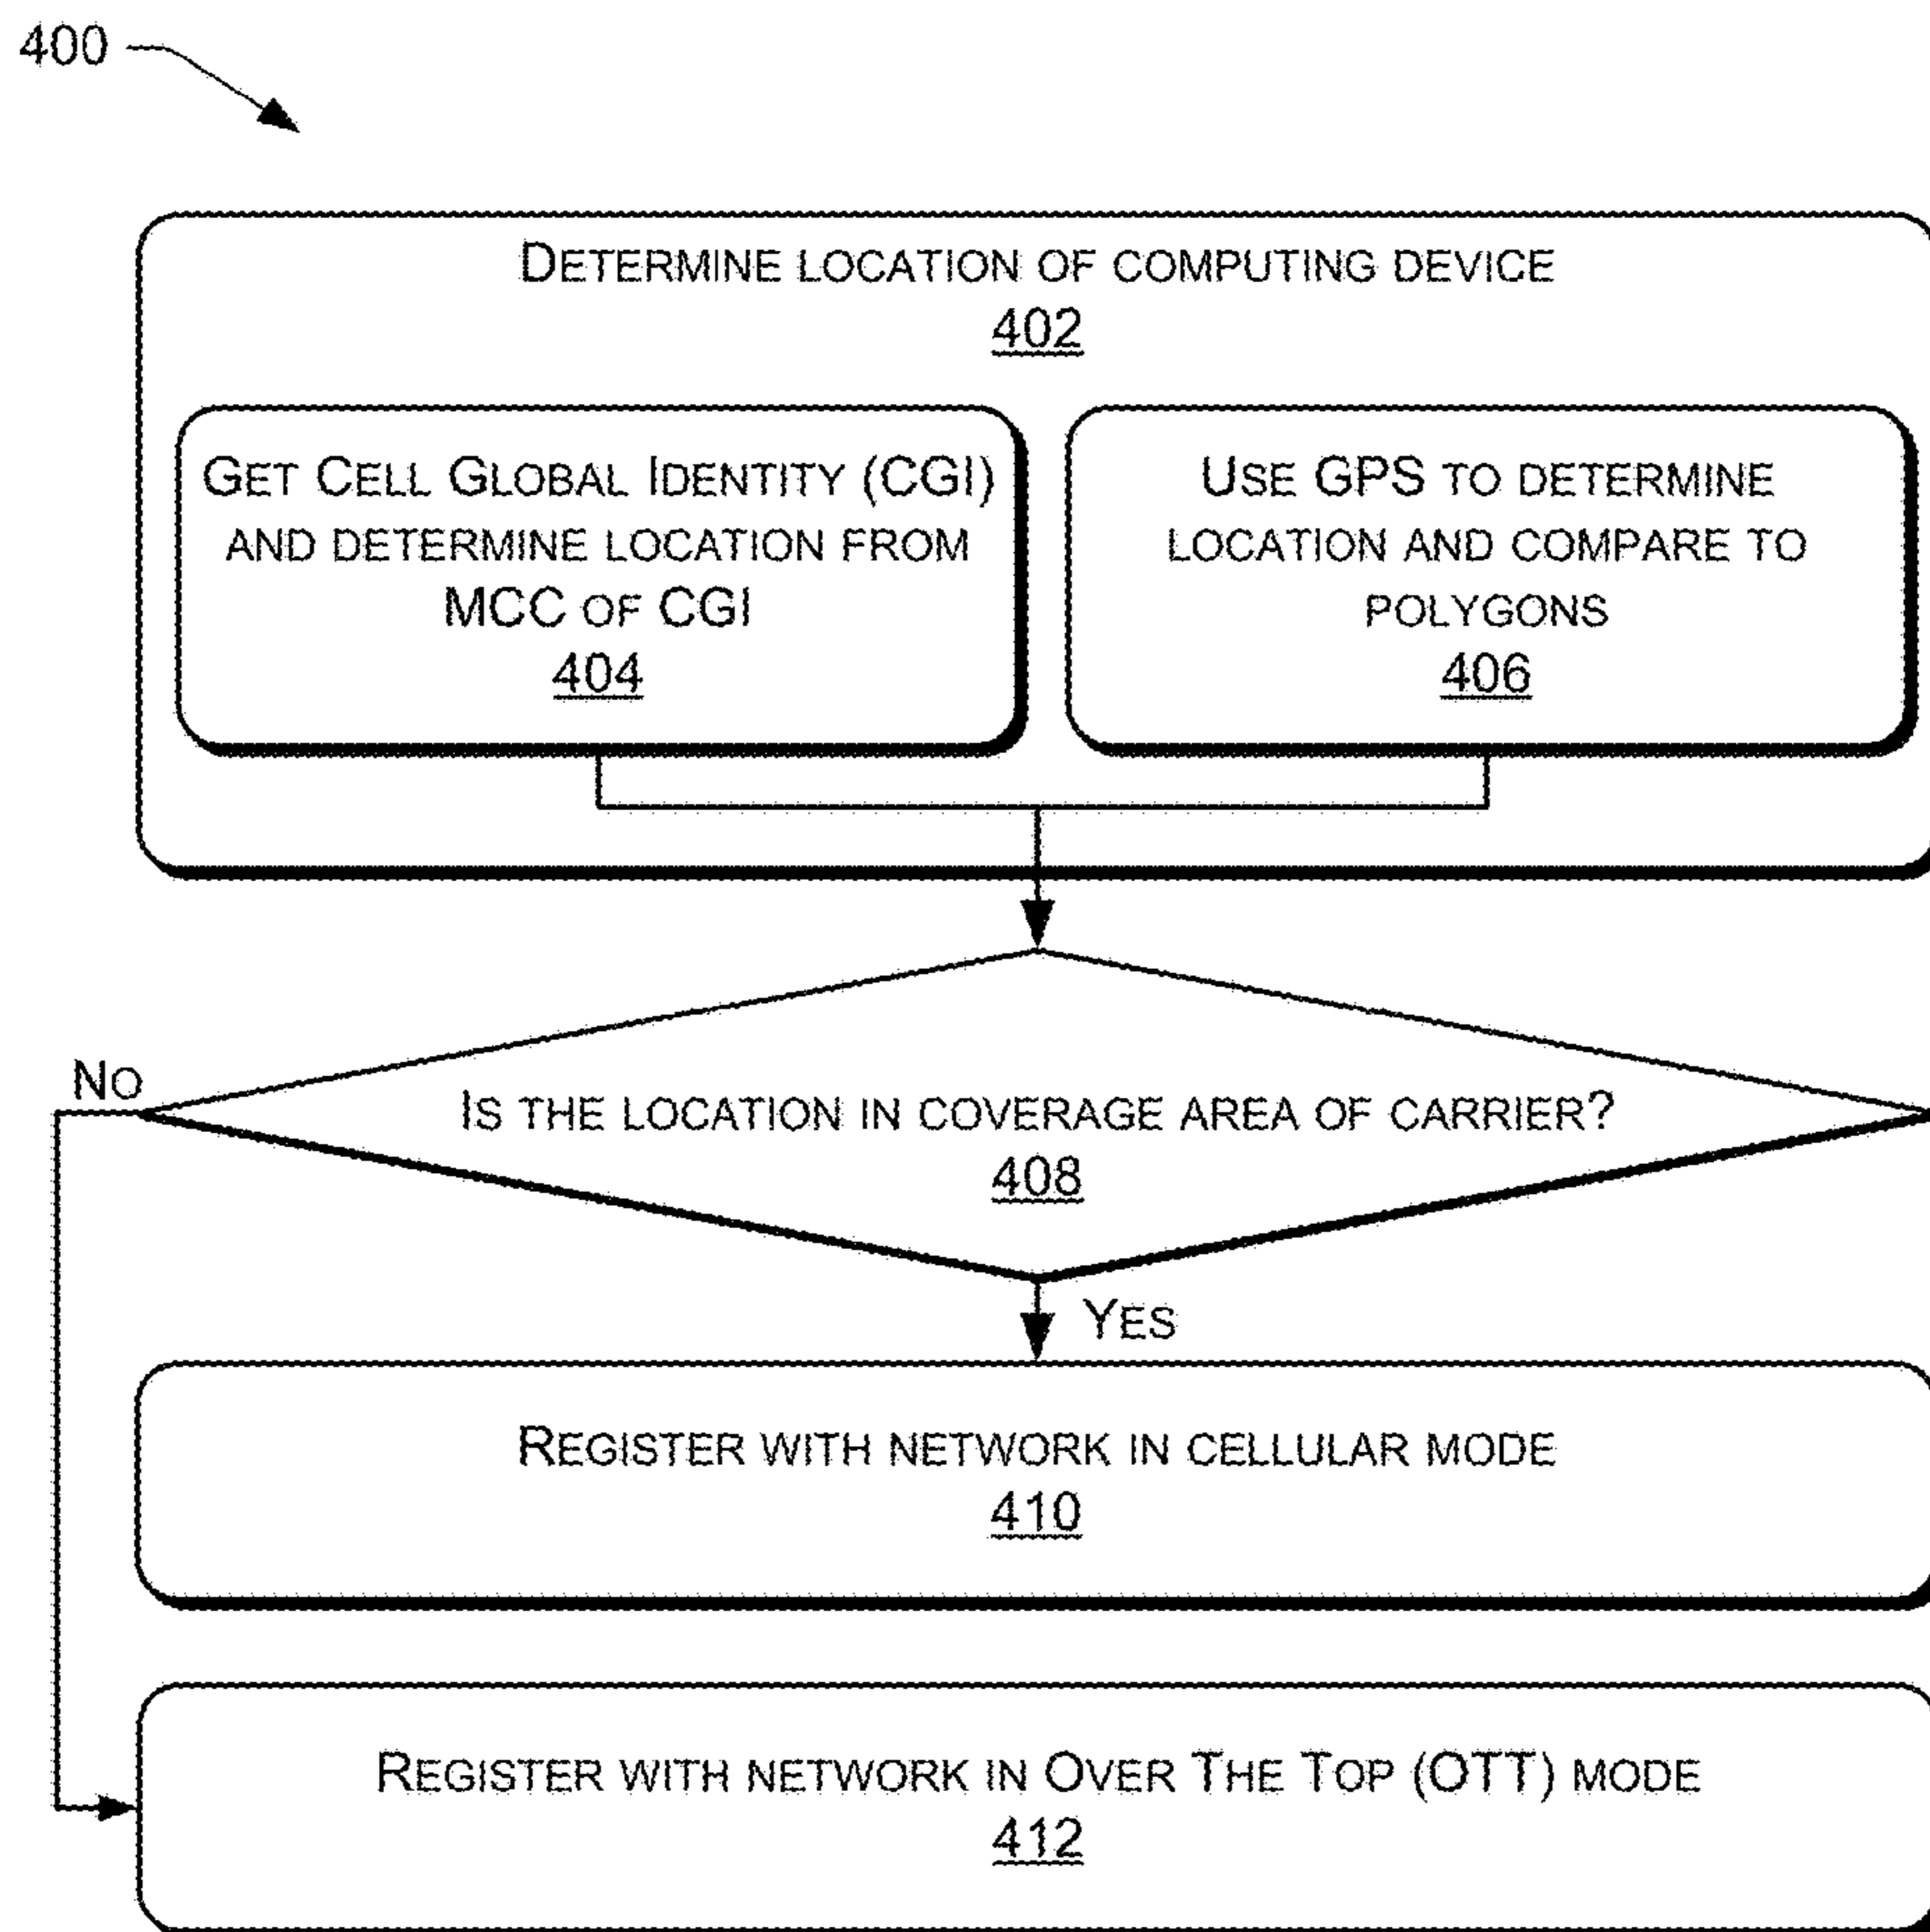 400
DETERMINE LOCATION OF COMPUTING DEVICE
402
GET CELL GLOBAL IDENTITY (CGI)
AND DETERMINE LOCATION FROM
MCC OF CGI
404
USE GPS TO DETERMINE
LOCATION AND COMPARE TO
POLYGONS
406
NO
IS THE LOCATION IN COVERAGE AREA OF CARRIER?
408
YES
REGISTER WITH NETWORK IN CELLULAR MODE
410
REGISTER WITH NETWORK IN OVER THE TOP (OTT) MODE
412